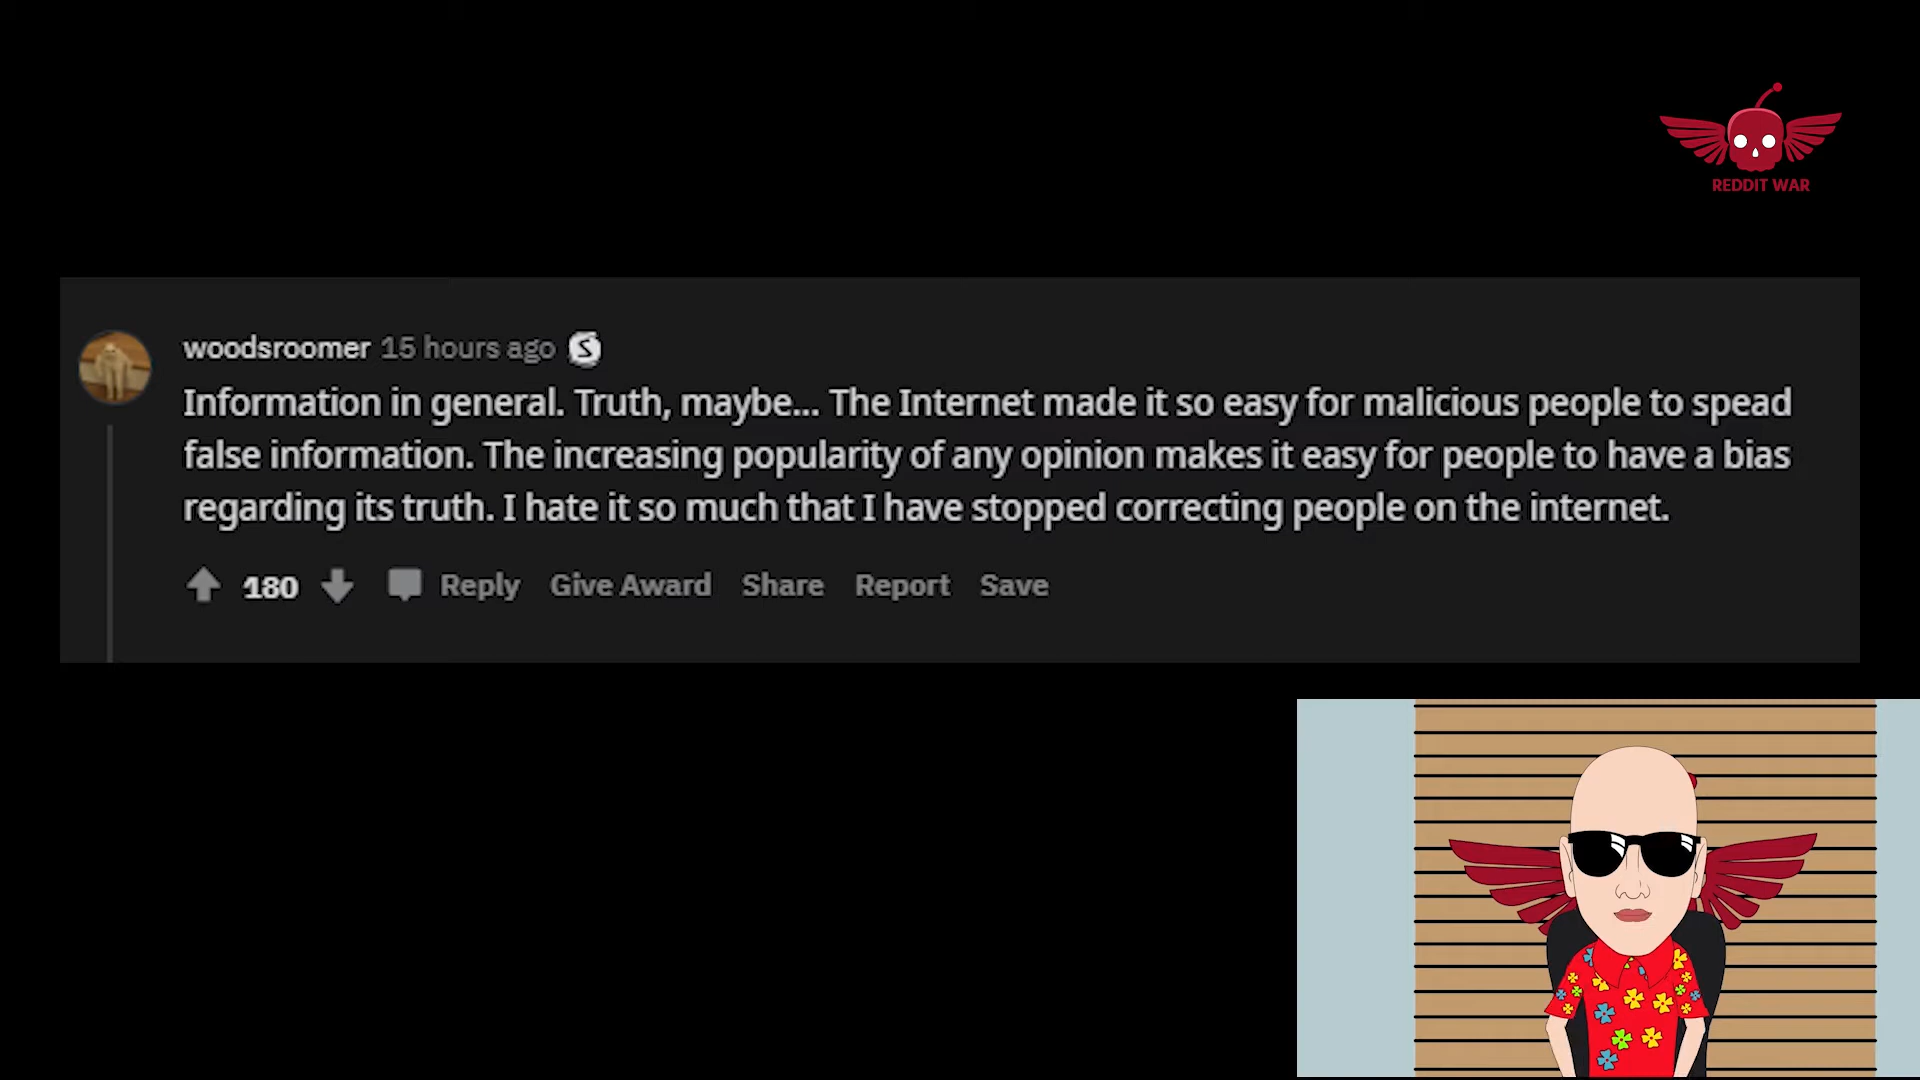 REDDIT WAR
woodsroomer 15 hours ago
Information in general. Truth, maybe... The Internet made it so easy for malicious people to spead
false information. The increasing popularity of any opinion makes it easy for people to have a bias
regarding its truth. I hate it so much that I have stopped correcting people on the internet.
180 Reply Give Award Share Report Save